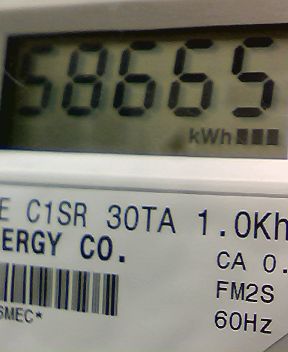 58665
kWh
E C1SR 30TA 1.0Kh
ERGY CO.
CA 0.
FM2S
SMEC*
60Hz